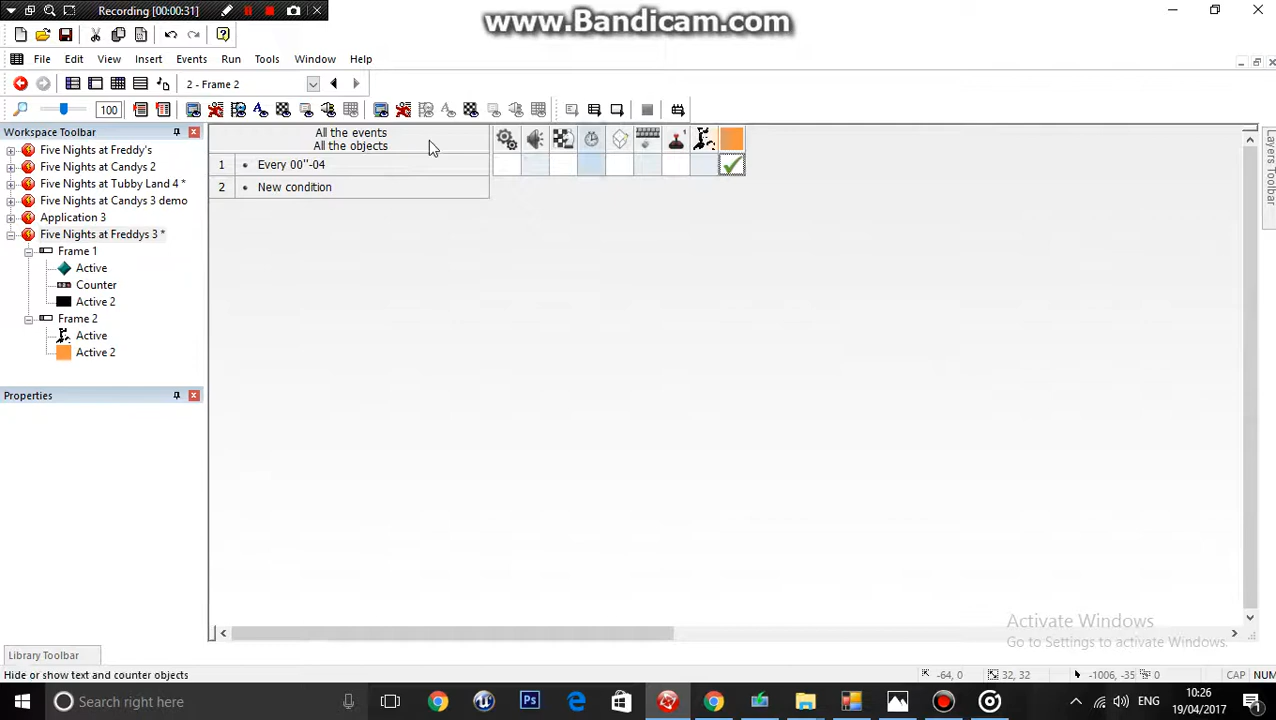 Recording [00:00:31]
www.Bandicam.com
File Edit View Insert Events Run Tools Window Help
2 - Frame 2
100
Workspace Toolbar
All the events
All the objects
Five Nights at Freddy's
1 Every 00"-04
Five Nights at Candys 2
Five Nights at Tubby Land 4 *
2 New condition
Five Nights at Candys 3 demo
Application 3
Five Nights at Freddys 3 *
Frame 1
Active
Counter
Active 2
Frame 2
Active
Active 2
Properties
Layers Toolbar
Activate Windows
Go to Settings to activate Windows.
Library Toolbar
Hide or show text and counter objects
-64, 0
32, 32
-1006, -35
0
CAP
NUM
Search right here
Ps
ENG
10:26
19/04/2017
1